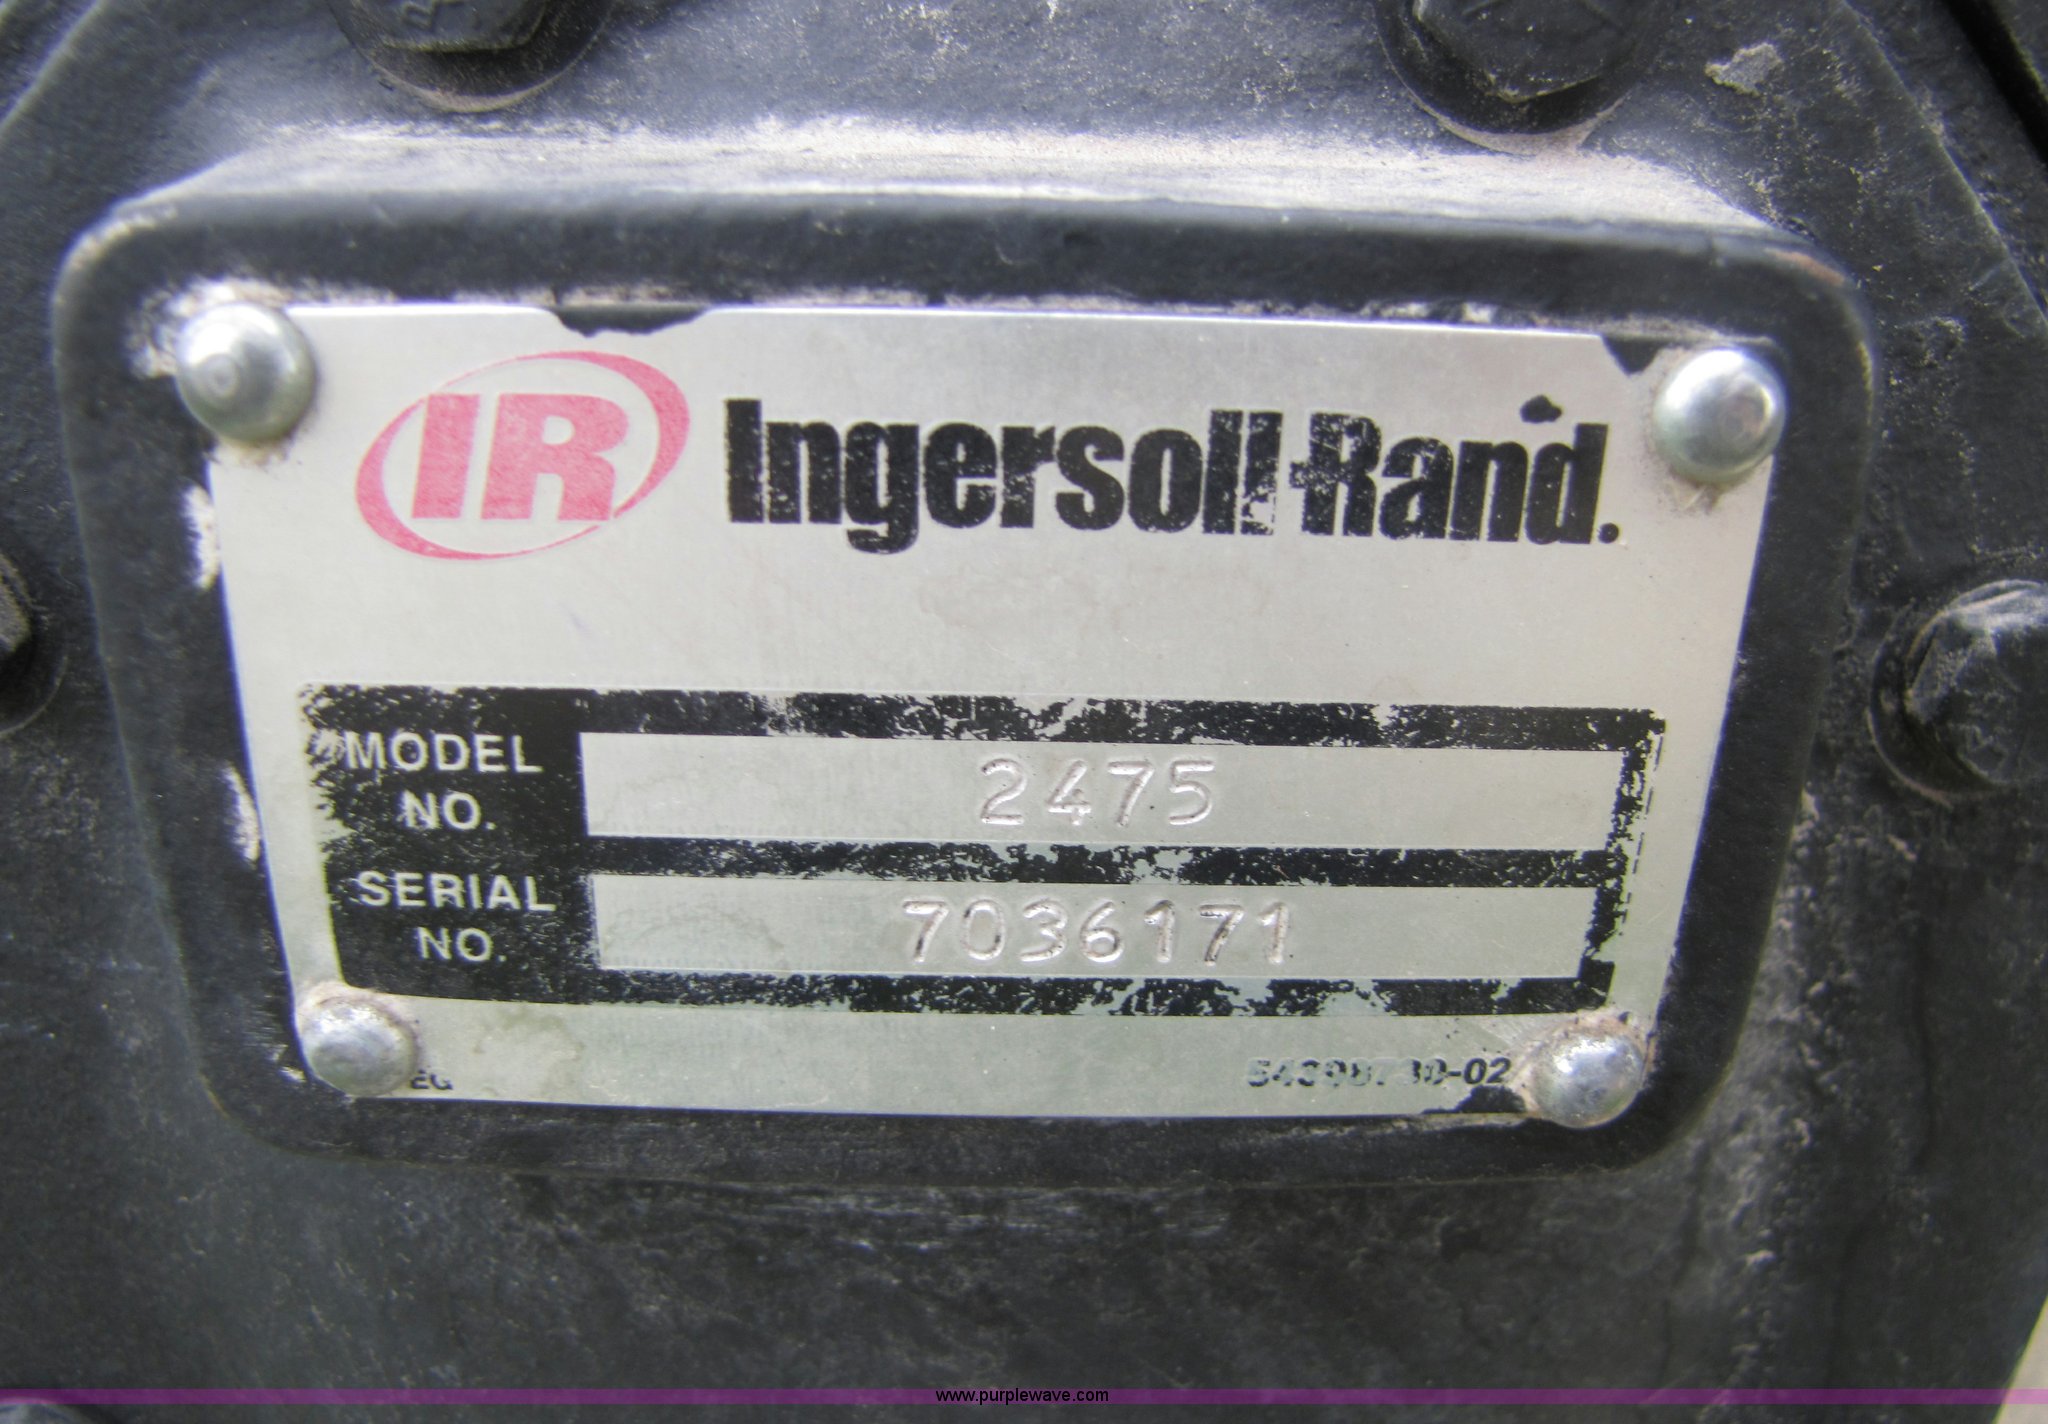 IR Ingersoll-Rand.
MODEL NO. 2475
SERIAL NO. 7036171
www.purplewave.com